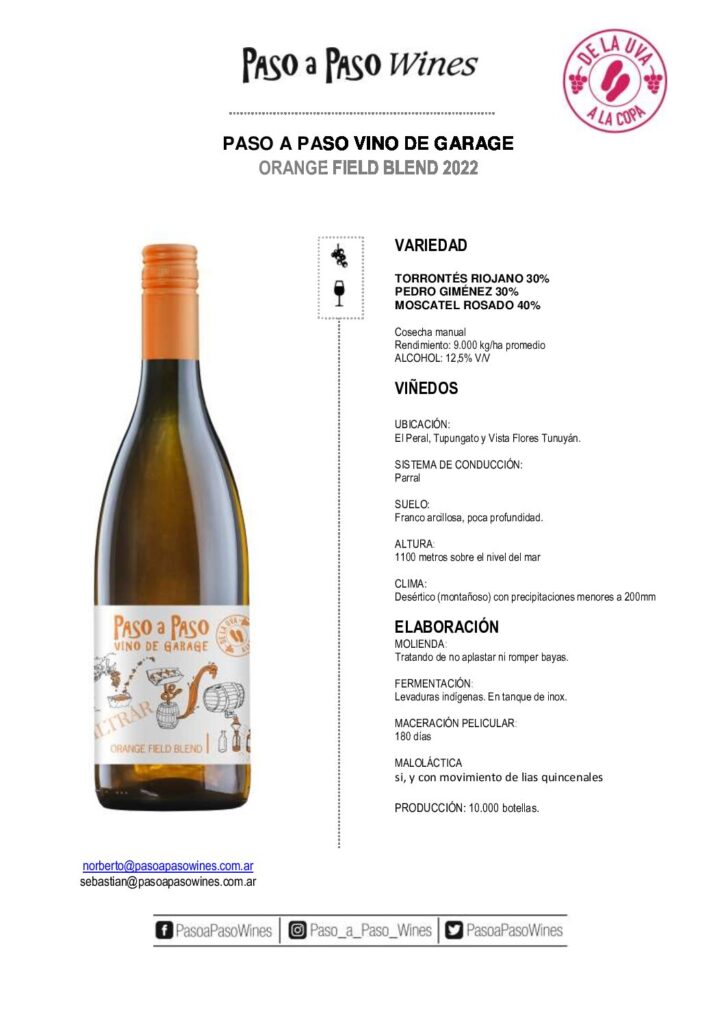 PASO a PASO Wines
DE LA UVA
A LA COPA
PASO A PASO VINO DE GARAGE
ORANGE FIELD BLEND 2022
VARIEDAD
TORRONTÉS RIOJANO 30%
PEDRO GIMÉNEZ 30%
MOSCATEL ROSADO 40%
Cosecha manual
Rendimiento: 9.000 kg/ha promedio
ALCOHOL: 12,5% V/V
VIÑEDOS
UBICACIÓN:
El Peral, Tupungato y Vista Flores Tunuyán.
SISTEMA DE CONDUCCIÓN:
Parral
SUELO:
Franco arcillosa, poca profundidad.
ALTURA:
1100 metros sobre el nivel del mar
CLIMA:
Desértico (montañoso) con precipitaciones menores a 200mm
ELABORACIÓN
MOLIENDA:
Tratando de no aplastar ni romper bayas.
FERMENTACIÓN:
Levaduras indígenas. En tanque de inox.
MACERACIÓN PELICULAR:
180 días
MALOLÁCTICA
si, y con movimiento de lias quincenales
PRODUCCIÓN: 10.000 botellas.
PASO a PASO
VINO DE GARAGE
DE LA UVA
ORANGE FIELD BLEND
norberto@pasoapasowines.com.ar
sebastian@pasoapasowines.com.ar
PasoaPasoWines
Paso_a_Paso_Wines
PasoaPasoWines